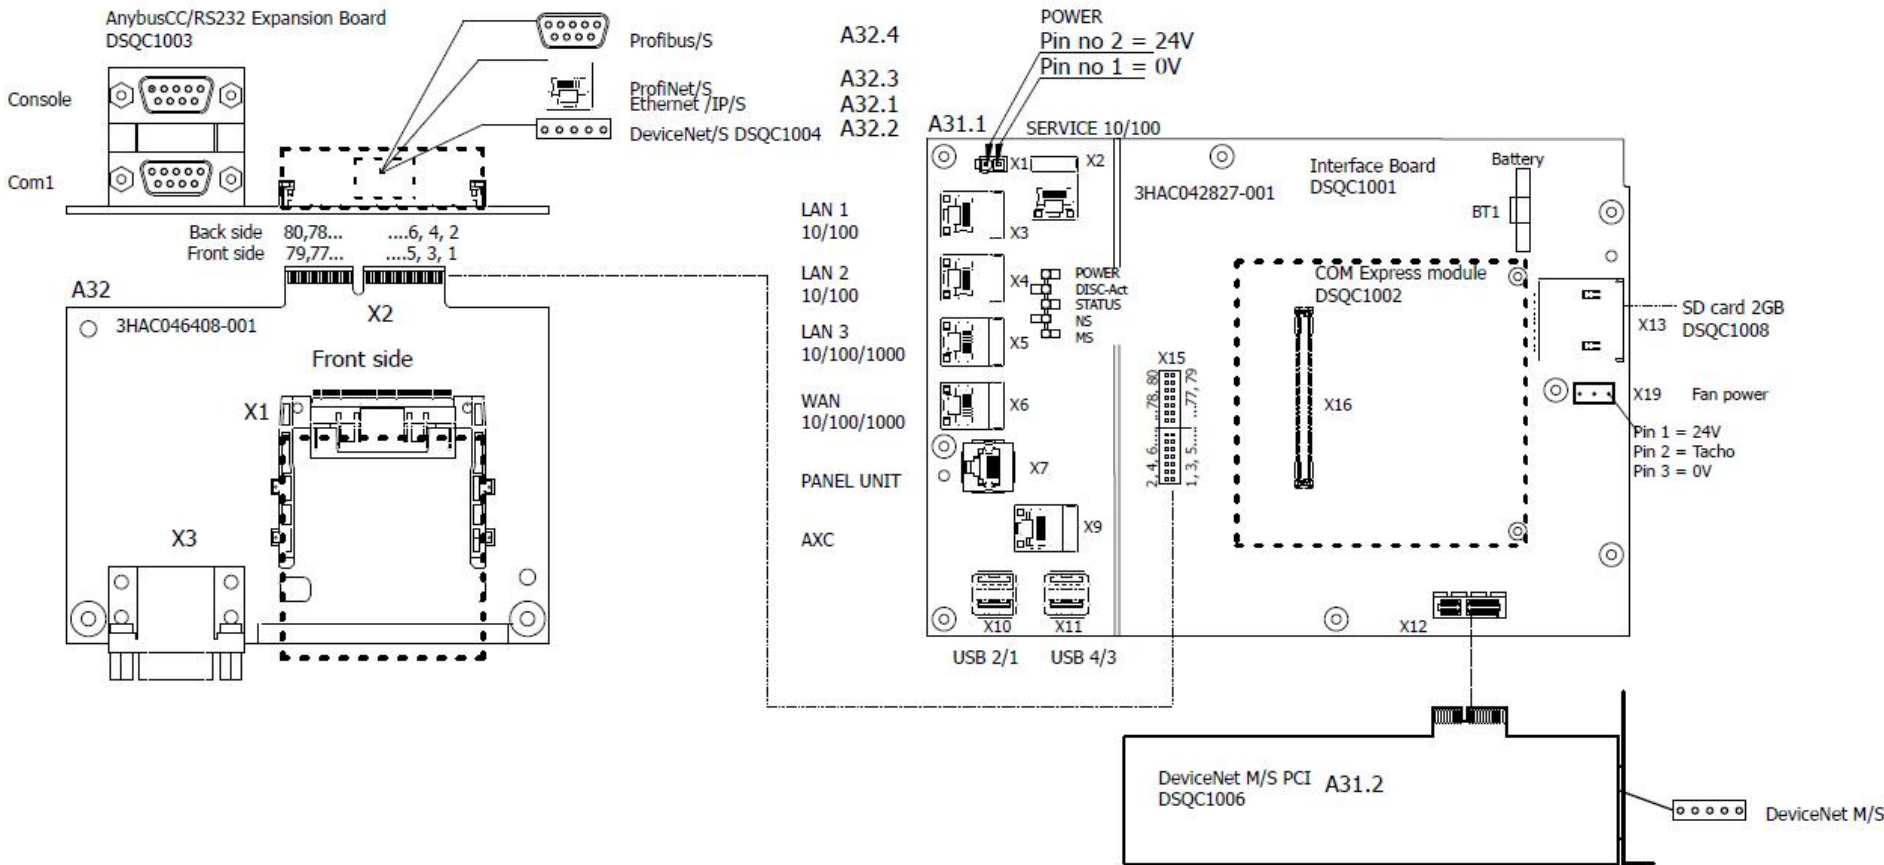 AnybusCC/RS232 Expansion Board
DSQC1003
Console
Com1
Profibus/S
ProfiNet/S
Ethernet /IP/S
DeviceNet/S DSQC1004
A32.4
A32.3
A32.1
A32.2
Back side 80,78... ....6, 4, 2
Front side 79,77... ....5, 3, 1
A32
3HAC046408-001
X2
Front side
X1
X3
POWER
Pin no 2 = 24V
Pin no 1 = 0V
A31.1
SERVICE 10/100
X1
X2
LAN 1
10/100
X3
LAN 2
10/100
X4
LAN 3
10/100/1000
X5
WAN
10/100/1000
X6
PANEL UNIT
X7
AXC
X9
X10
X11
USB 2/1
USB 4/3
POWER
DISC-Act
STATUS
NS
MS
3HAC042827-001
Interface Board
DSQC1001
Battery
BT1
COM Express module
DSQC1002
X15
2, 4, 6..... ...78, 80
1, 3, 5..... ...77, 79
X16
X13
SD card 2GB
DSQC1008
X19
Fan power
Pin 1 = 24V
Pin 2 = Tacho
Pin 3 = 0V
X12
DeviceNet M/S PCI
DSQC1006
A31.2
DeviceNet M/S